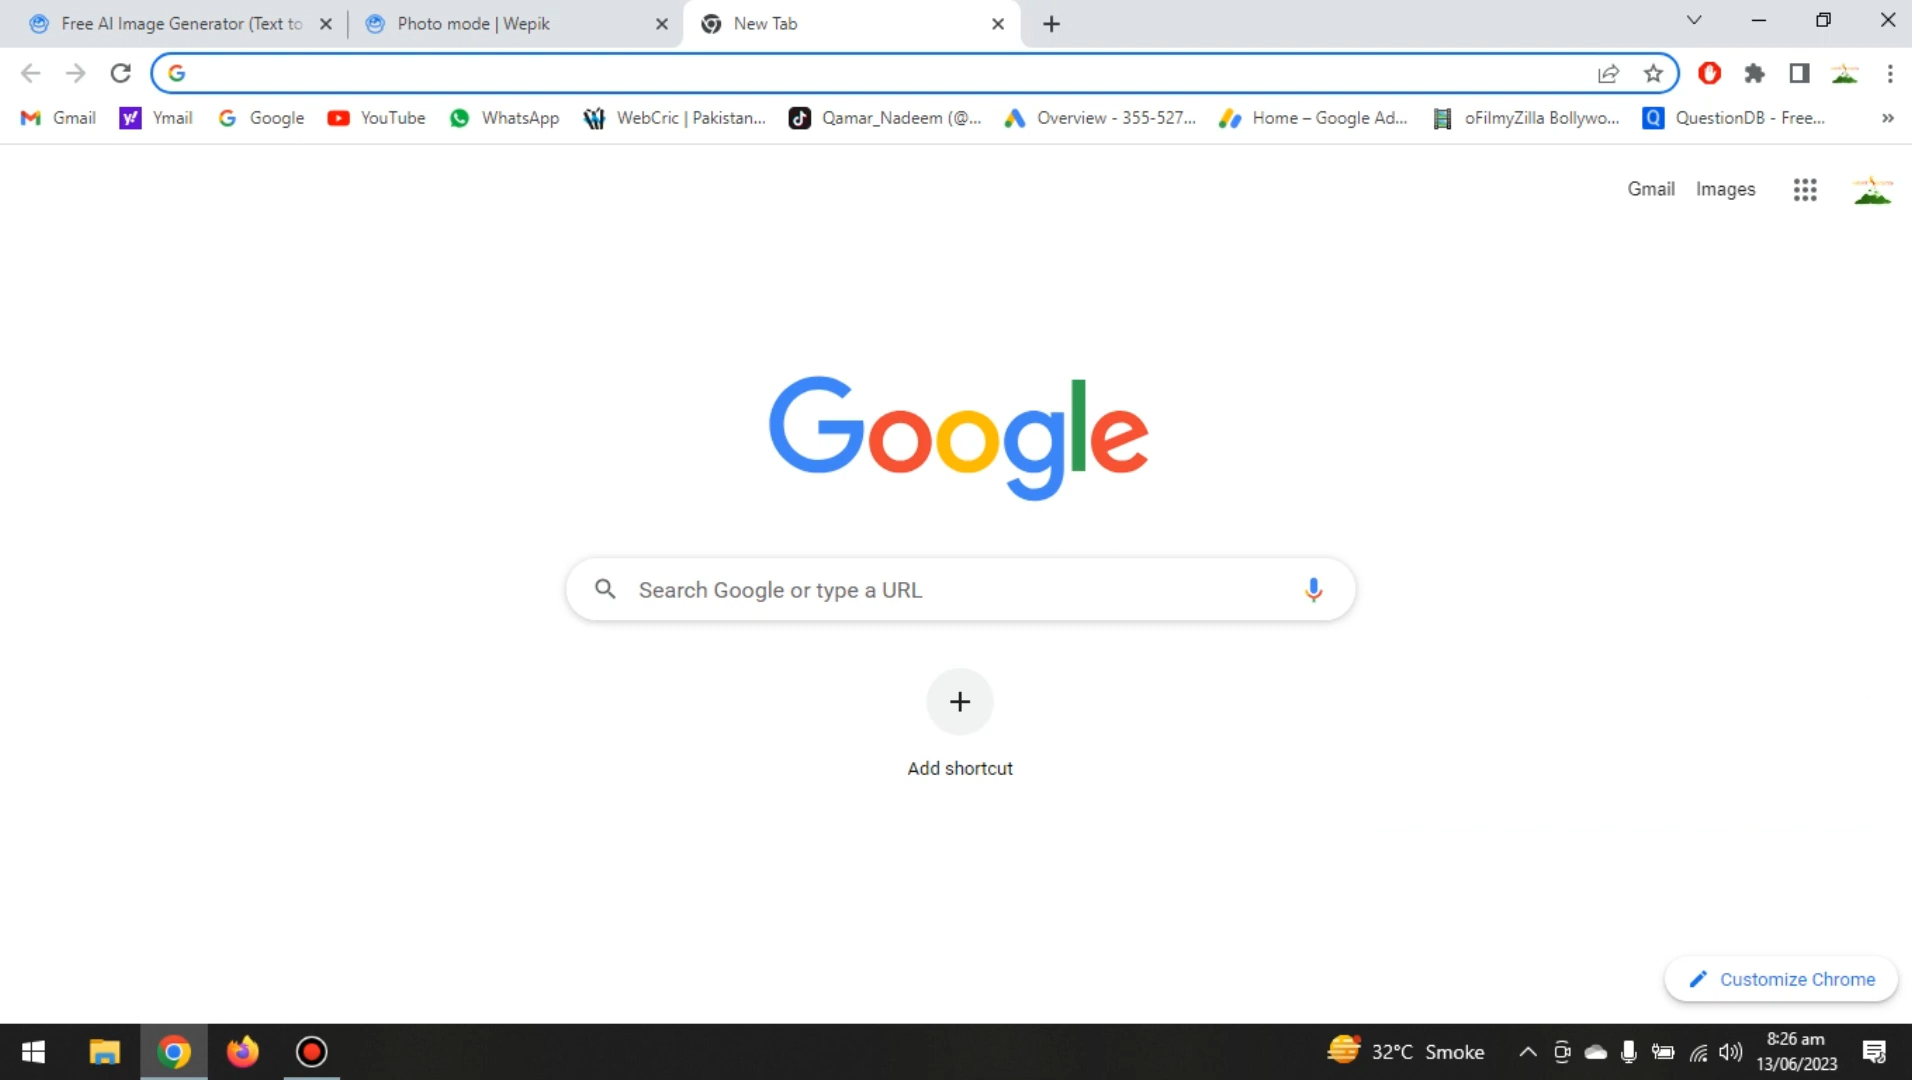 Free AI Image Generator (Text to
Photo mode | Wepik
New Tab
Gmail
Ymail
Google
YouTube
WhatsApp
WebCric | Pakistan...
Qamar_Nadeem (@...
Overview - 355-527...
Home – Google Ad...
oFilmyZilla Bollywo...
QuestionDB - Free...
Gmail
Images
Google
Search Google or type a URL
Add shortcut
Customize Chrome
32°C Smoke
8:26 am
13/06/2023